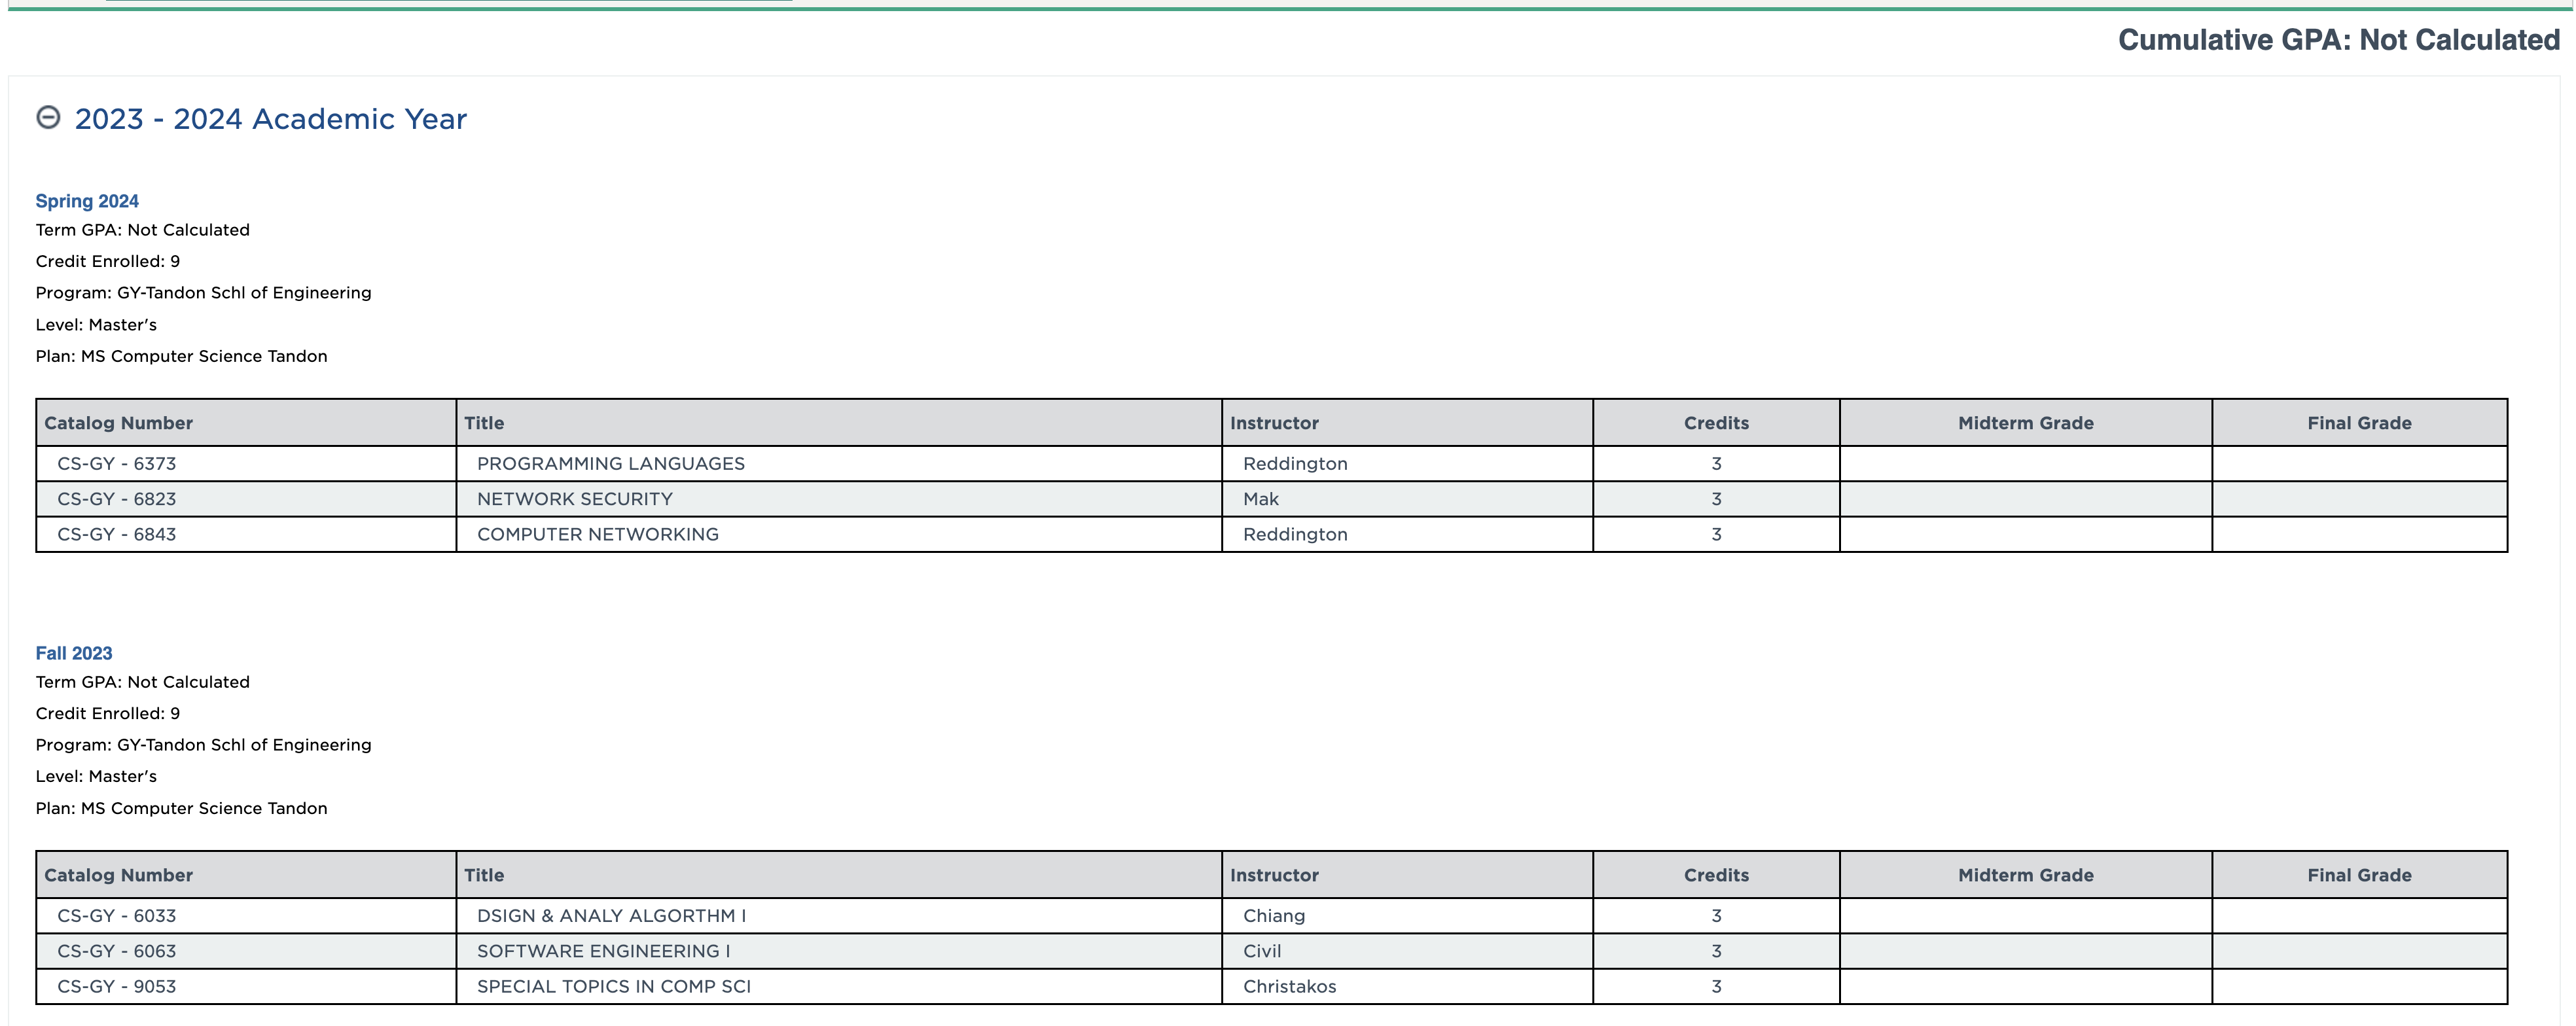 Cumulative GPA: Not Calculated
2023 - 2024 Academic Year
Spring 2024
Term GPA: Not Calculated
Credit Enrolled: 9
Program: GY-Tandon Schl of Engineering
Level: Master's
Plan: MS Computer Science Tandon
Catalog Number Title Instructor Credits Midterm Grade Final Grade
CS-GY - 6373 PROGRAMMING LANGUAGES Reddington 3
CS-GY - 6823 NETWORK SECURITY Mak 3
CS-GY - 6843 COMPUTER NETWORKING Reddington 3
Fall 2023
Term GPA: Not Calculated
Credit Enrolled: 9
Program: GY-Tandon Schl of Engineering
Level: Master's
Plan: MS Computer Science Tandon
Catalog Number Title Instructor Credits Midterm Grade Final Grade
CS-GY - 6033 DSIGN & ANALY ALGORTHM I Chiang 3
CS-GY - 6063 SOFTWARE ENGINEERING I Civil 3
CS-GY - 9053 SPECIAL TOPICS IN COMP SCI Christakos 3